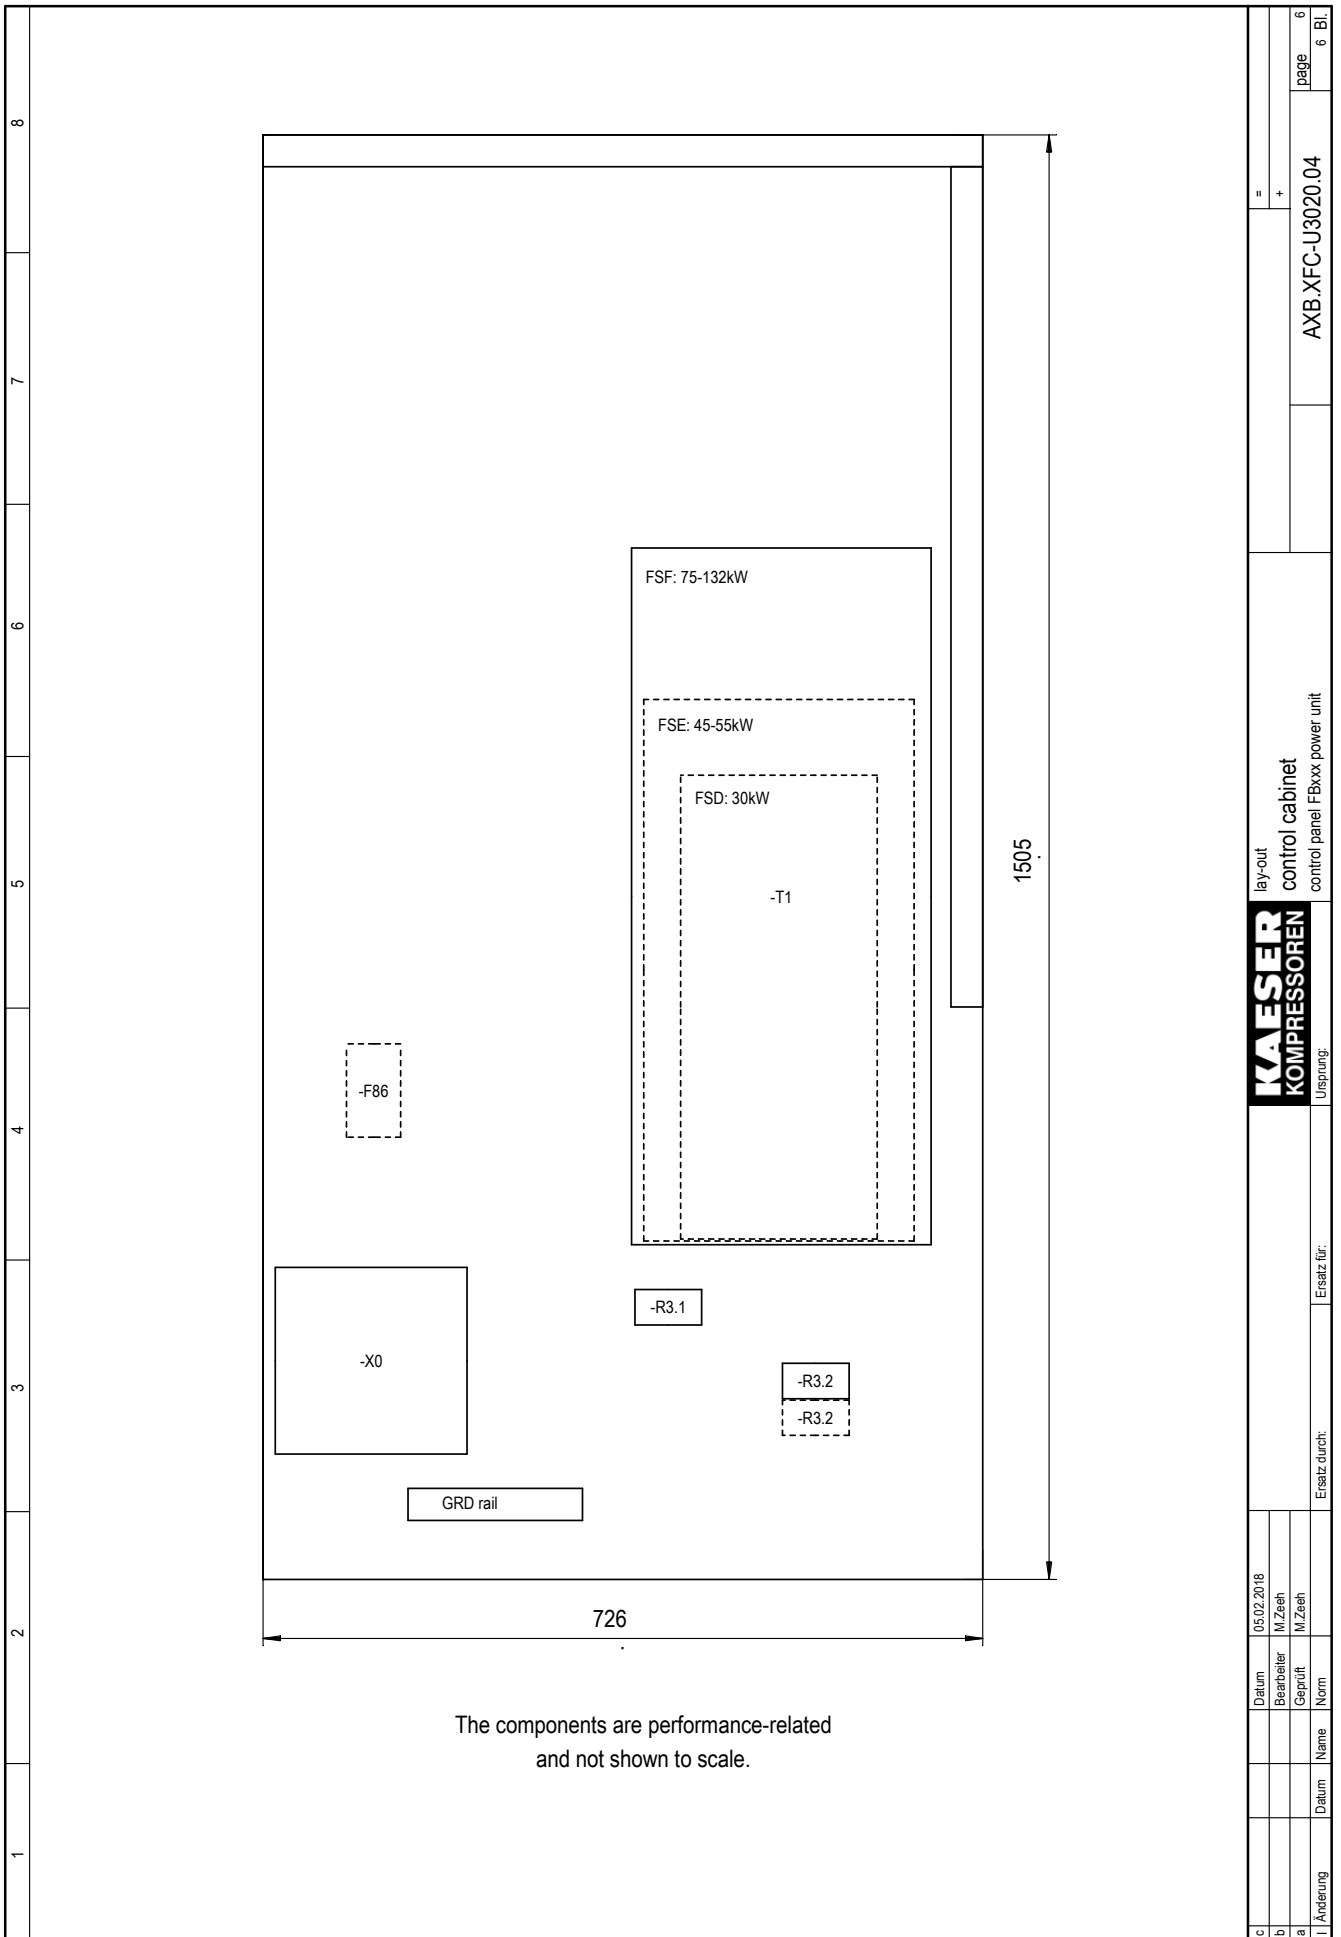 8
7
6
5
4
3
2
1
FSF: 75-132kW
FSE: 45-55kW
FSD: 30kW
-T1
-F86
-R3.1
-X0
-R3.2
-R3.2
GRD rail
1505
726
The components are performance-related
and not shown to scale.
c
b
a
l
Änderung
Datum
Name
Datum
05.02.2018
Bearbeiter
M.Zeeh
Geprüft
M.Zeeh
Norm
Ersatz durch:
Ersatz für:
Ursprung:
KAESER
KOMPRESSOREN
lay-out
control cabinet
control panel FBxxx power unit
=
+
AXB.XFC-U3020.04
page
6
6
Bl.